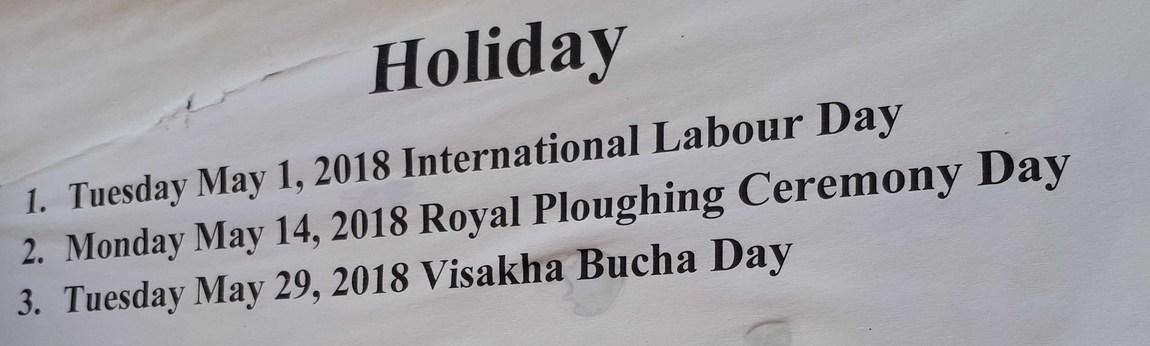 Holiday
1. Tuesday May 1, 2018 International Labour Day
2. Monday May 14, 2018 Royal Ploughing Ceremony Day
3. Tuesday May 29, 2018 Visakha Bucha Day